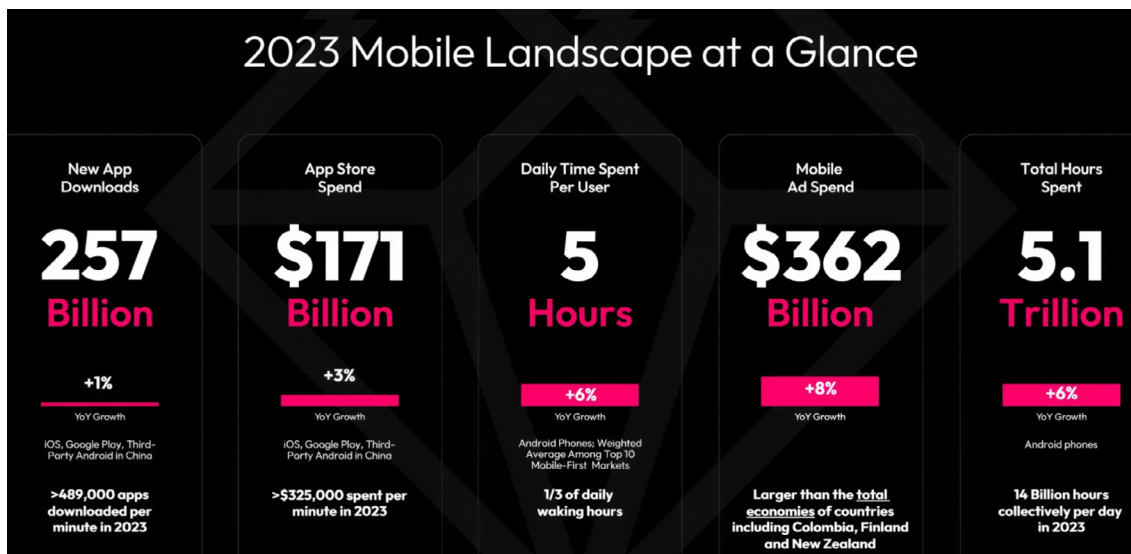 2023 Mobile Landscape at a Glance
New App
Downloads
257
Billion
+1%
YoY Growth
iOS, Google Play, Third-
Party Android in China
>489,000 apps
downloaded per
minute in 2023
App Store
Spend
$171
Billion
+3%
YoY Growth
iOS, Google Play, Third-
Party Android in China
>$325,000 spent per
minute in 2023
Daily Time Spent
Per User
5
Hours
+6%
YoY Growth
Android Phones; Weighted
Average Among Top 10
Mobile-First Markets
1/3 of daily
waking hours
Mobile
Ad Spend
$362
Billion
+8%
YoY Growth
Larger than the total
economies of countries
including Colombia, Finland
and New Zealand
Total Hours
Spent
5.1
Trillion
+6%
YoY Growth
Android phones
14 Billion hours
collectively per day
in 2023